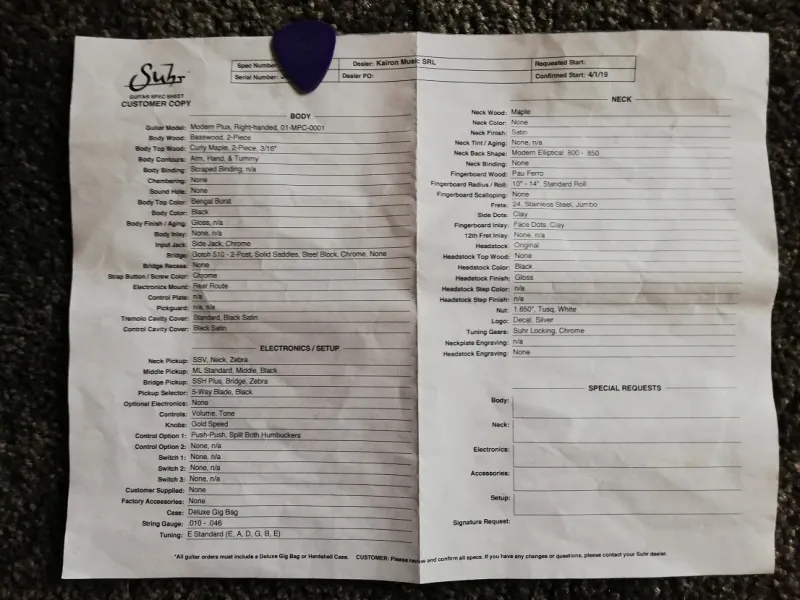 Suhr
GUITAR SPEC SHEET
CUSTOMER COPY
Spec Number:
Dealer: Kairon Music SRL
Requested Start:
Serial Number:
Dealer PO:
Confirmed Start: 4/1/19
BODY
Guitar Model: Modern Plus, Right-handed, 01-MPC-0001
Body Wood: Basswood, 2-Piece
Body Top Wood: Curly Maple, 2-Piece, 3/16"
Body Contours: Arm, Hand, & Tummy
Body Binding: Scraped Binding, n/a
Chambering: None
Sound Hole: None
Body Top Color: Bengal Burst
Body Color: Black
Body Finish / Aging: Gloss, n/a
Body Inlay: None, n/a
Input Jack: Side Jack, Chrome
Bridge: Gotoh 510 - 2-Post, Solid Saddles, Steel Block, Chrome, None
Bridge Recess: None
Strap Button / Screw Color: Chrome
Electronics Mount: Rear Route
Control Plate: n/a
Pickguard: n/a, n/a
Tremolo Cavity Cover: Standard, Black Satin
Control Cavity Cover: Black Satin
ELECTRONICS / SETUP
Neck Pickup: SSV, Neck, Zebra
Middle Pickup: ML Standard, Middle, Black
Bridge Pickup: SSH Plus, Bridge, Zebra
Pickup Selector: 5-Way Blade, Black
Optional Electronics: None
Controls: Volume, Tone
Knobs: Gold Speed
Control Option 1: Push-Push, Split Both Humbuckers
Control Option 2: None, n/a
Switch 1: None, n/a
Switch 2: None, n/a
Switch 3: None, n/a
Customer Supplied: None
Factory Accessories: None
Case: Deluxe Gig Bag
String Gauge: .010 - .046
Tuning: E Standard (E, A, D, G, B, E)
NECK
Neck Wood: Maple
Neck Color: None
Neck Finish: Satin
Neck Tint / Aging: None, n/a
Neck Back Shape: Modern Elliptical .800 - .850
Neck Binding: None
Fingerboard Wood: Pau Ferro
Fingerboard Radius / Roll: 10" - 14", Standard Roll
Fingerboard Scalloping: None
Frets: 24, Stainless Steel, Jumbo
Side Dots: Clay
Fingerboard Inlay: Face Dots, Clay
12th Fret Inlay: None, n/a
Headstock: Original
Headstock Top Wood: None
Headstock Color: Black
Headstock Finish: Gloss
Headstock Step Color: n/a
Headstock Step Finish: n/a
Nut: 1.650", Tusq, White
Logo: Decal, Silver
Tuning Gears: Suhr Locking, Chrome
Neckplate Engraving: n/a
Headstock Engraving: None
SPECIAL REQUESTS
Body:
Neck:
Electronics:
Accessories:
Setup:
Signature Request:
*All guitar orders must include a Deluxe Gig Bag or Hardshell Case. CUSTOMER: Please review and confirm all specs. If you have any changes or questions, please contact your Suhr dealer.